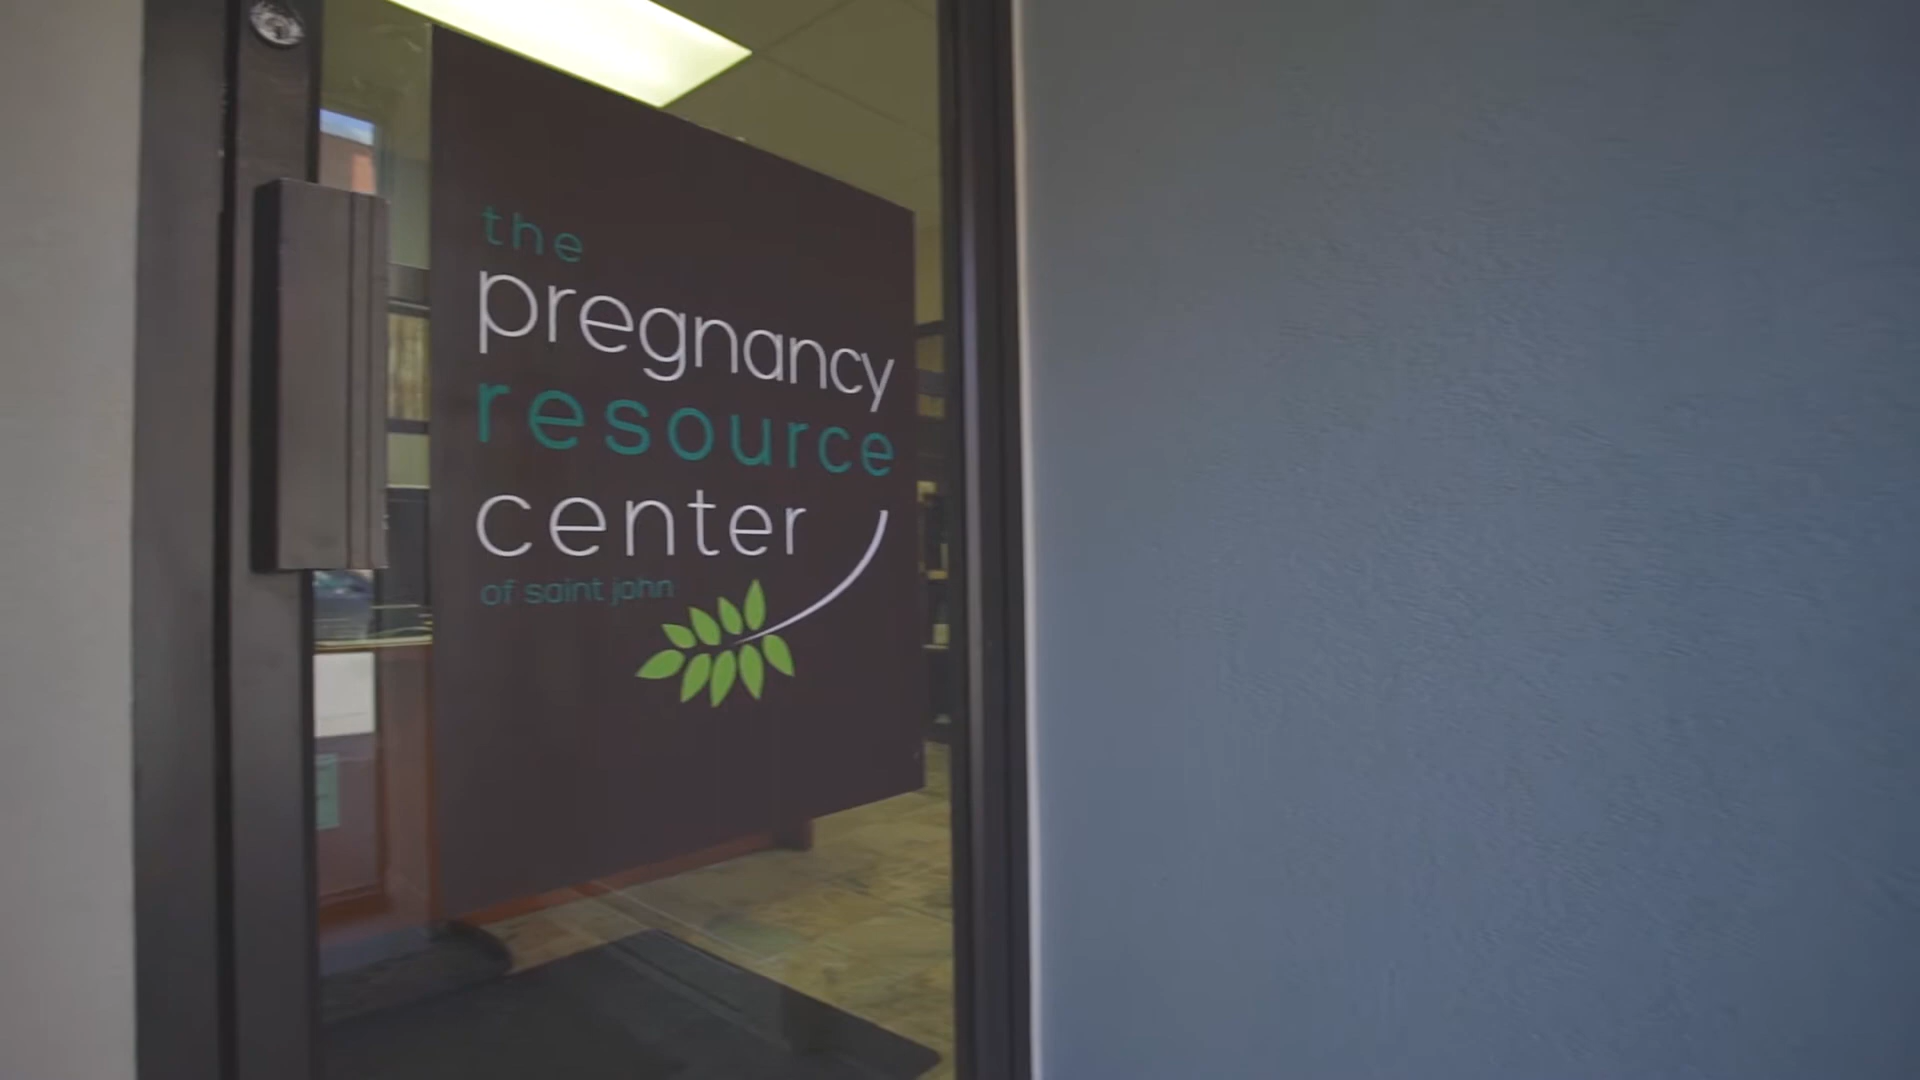 the
pregnancy
resource
center
of saint john